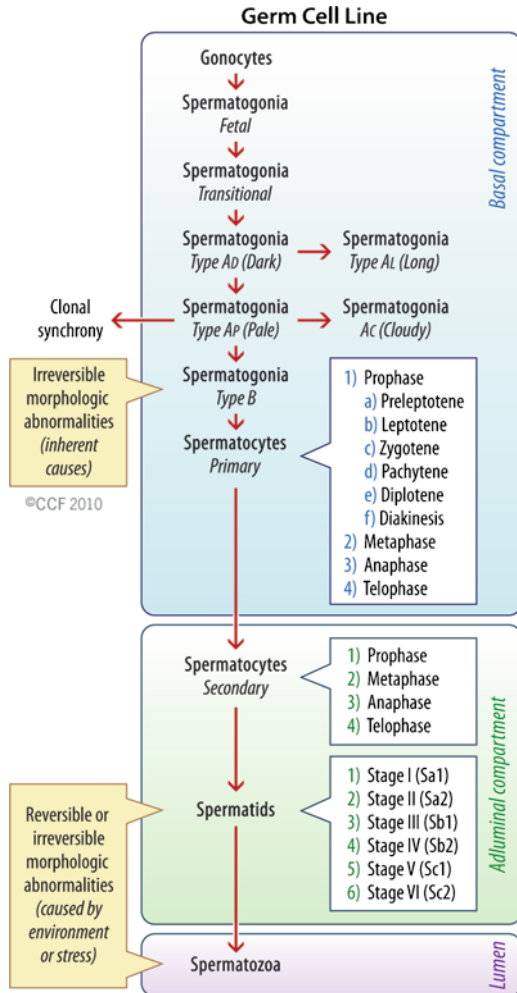 Germ Cell Line
Gonocytes
Spermatogonia
Fetal
Spermatogonia
Transitional
Spermatogonia
Type AD (Dark)
Spermatogonia
Type AL (Long)
Clonal
synchrony
Spermatogonia
Type AP (Pale)
Spermatogonia
AC (Cloudy)
Spermatogonia
Type B
Spermatocytes
Primary
Irreversible
morphologic
abnormalities
(inherent
causes)
©CCF 2010
1) Prophase
a) Preleptotene
b) Leptotene
c) Zygotene
d) Pachytene
e) Diplotene
f) Diakinesis
2) Metaphase
3) Anaphase
4) Telophase
Basal compartment
Spermatocytes
Secondary
1) Prophase
2) Metaphase
3) Anaphase
4) Telophase
Spermatids
1) Stage I (Sa1)
2) Stage II (Sa2)
3) Stage III (Sb1)
4) Stage IV (Sb2)
5) Stage V (Sc1)
6) Stage VI (Sc2)
Adluminal compartment
Reversible or
irreversible
morphologic
abnormalities
(caused by
environment
or stress)
Spermatozoa
Lumen